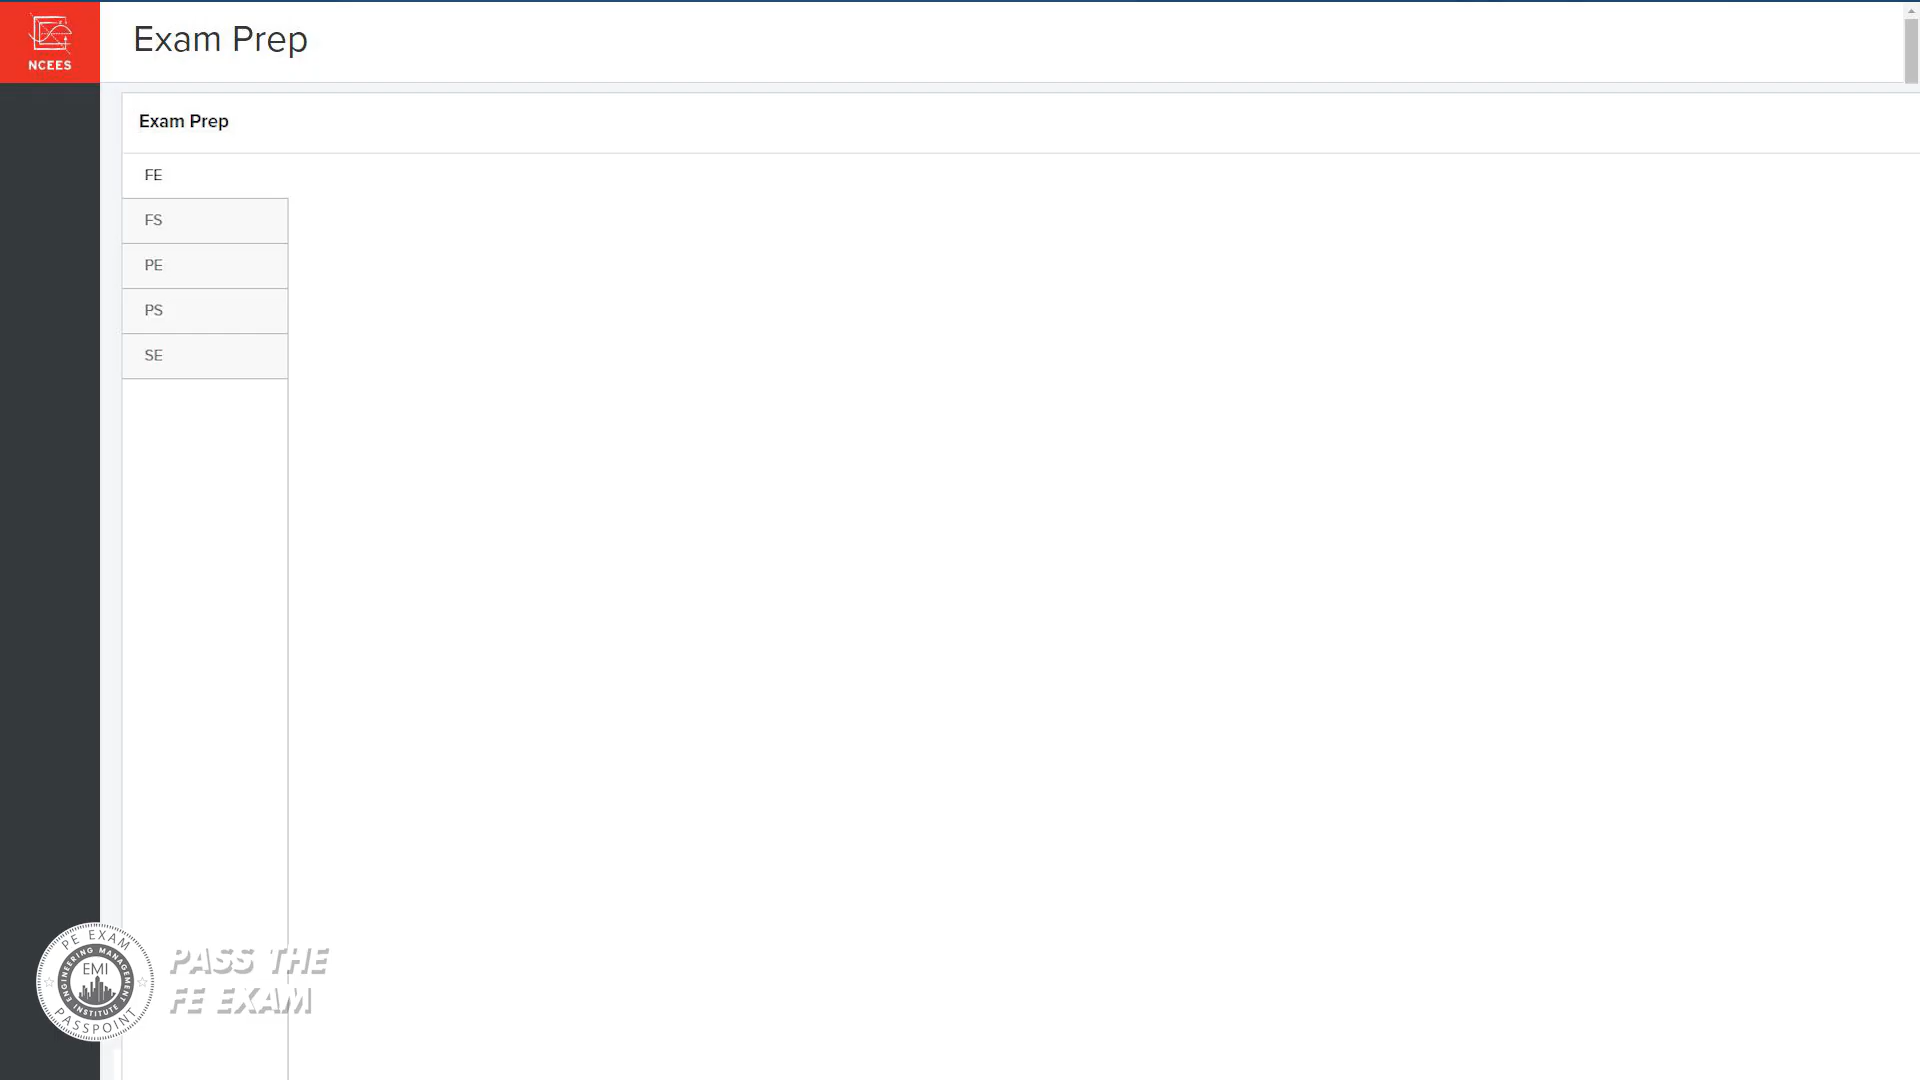 NCEES
Exam Prep
Exam Prep
FE
FS
PE
PS
SE
PE EXAM
ENGINEERING MANAGEMENT
EMI
INSTITUTE
PASSPOINT
PASS THE
FE EXAM